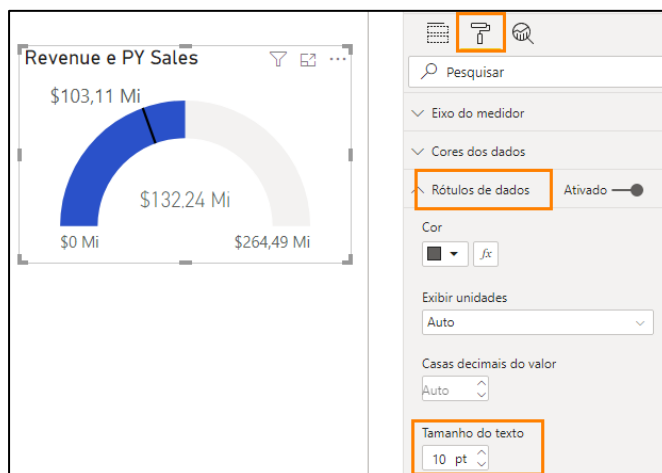 Revenue e PY Sales
$103,11 Mi
$132,24 Mi
$0 Mi
$264,49 Mi
Pesquisar
Eixo do medidor
Cores dos dados
Rótulos de dados Ativado
Cor
fx
Exibir unidades
Auto
Casas decimais do valor
Auto
Tamanho do texto
10 pt